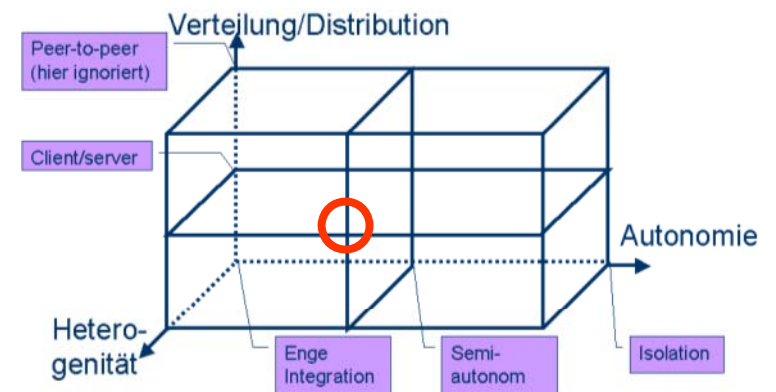 Verteilung/Distribution
Peer-to-peer
(hier ignoriert)
Client/server
Autonomie
Hetero-
genität
Enge
Integration
Semi-
autonom
Isolation